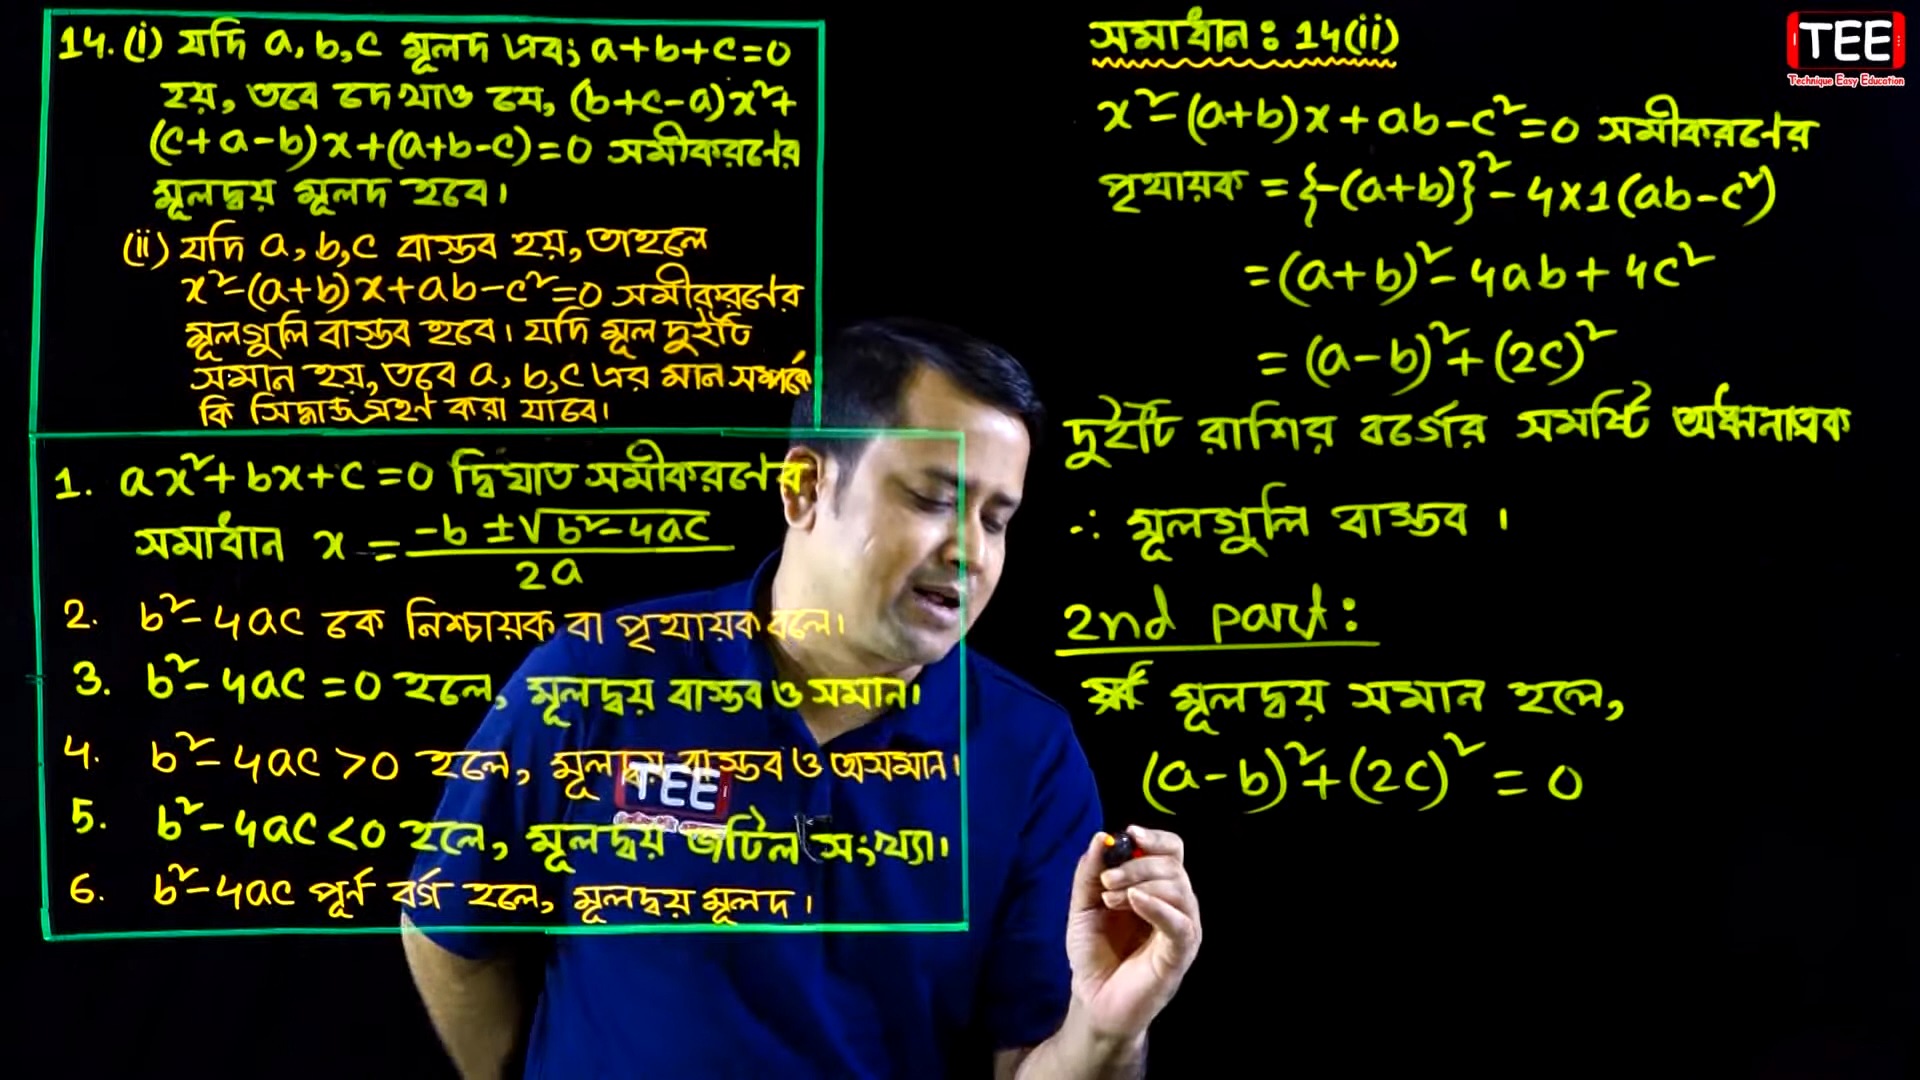 14. (i) যদি a, b, c মূলদ এবং a+b+c=0
হয়, তবে দেখাও যে, (b+c-a)x²+
(c+a-b)x+(a+b-c)=0 সমীকরণের
মূলদ্বয় মূলদ হবে।
(ii) যদি a, b, c বাস্তব হয়, তাহলে
x²-(a+b)x+ab-c²=0 সমীকরণের
মূলগুলি বাস্তব হবে। যদি মূল দুইটি
সমান হয়, তবে a, b, c এর মান সম্পর্কে
কি সিদ্ধান্ত গ্রহণ করা যাবে।
1. ax²+bx+c=0 দ্বিঘাত সমীকরণের
সমাধান x = (-b ±√b²-4ac)/2a
2. b²-4ac কে নিশ্চায়ক বা পৃথায়ক বলে।
3. b²-4ac=0 হলে, মূলদ্বয় বাস্তব ও সমান।
4. b²-4ac>0 হলে, মূলদ্বয় বাস্তব ও অসমান।
5. b²-4ac<0 হলে, মূলদ্বয় জটিল সংখ্যা।
6. b²-4ac পূর্ন বর্গ হলে, মূলদ্বয় মূলদ।
সমাধান : 14(ii)
x²-(a+b)x+ab-c²=0 সমীকরণের
পৃথায়ক = {-(a+b)}²-4×1(ab-c²)
=(a+b)²-4ab+4c²
= (a-b)²+(2c)²
দুইটি রাশির বর্গের সমষ্টি অঋনাত্নক
∴ মূলগুলি বাস্তব।
2nd part:
মূলদ্বয় সমান হলে,
(a-b)²+(2c)² = 0
TEE
Technique Easy Education
TEE